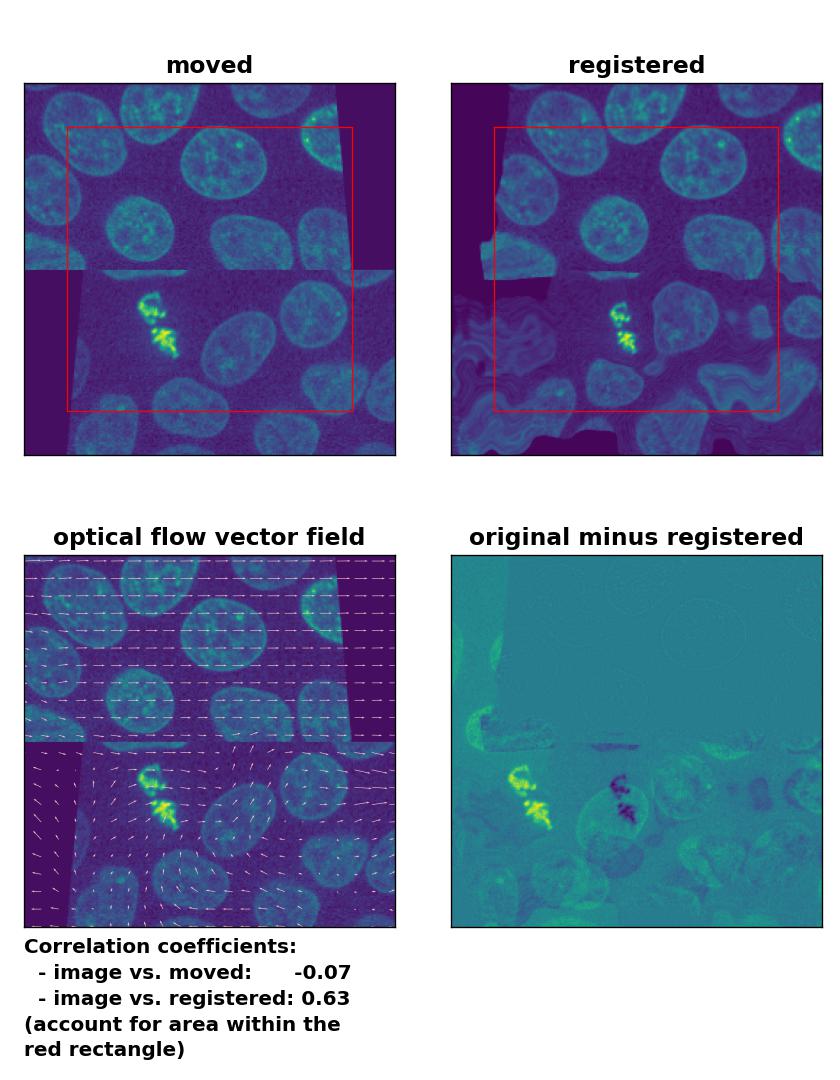 moved
registered
optical flow vector field
original minus registered
Correlation coefficients:
- image vs. moved: -0.07
- image vs. registered: 0.63
(account for area within the
red rectangle)